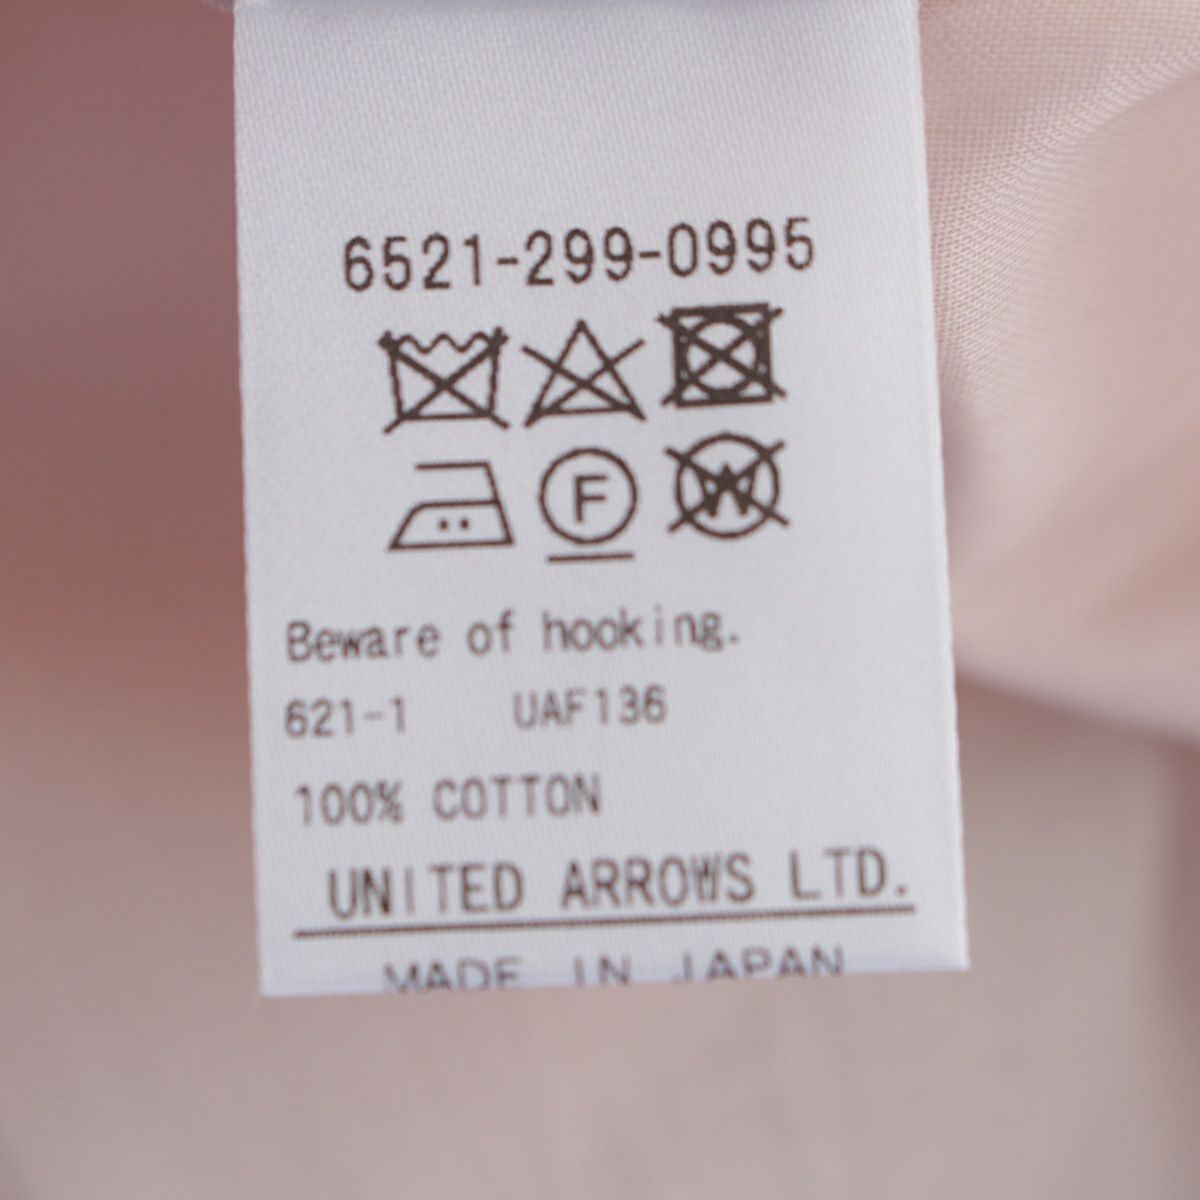 6521-299-0995
F W
Beware of hooking.
621-1 UAF136
100% COTTON
UNITED ARROWS LTD.
MADE IN JAPAN